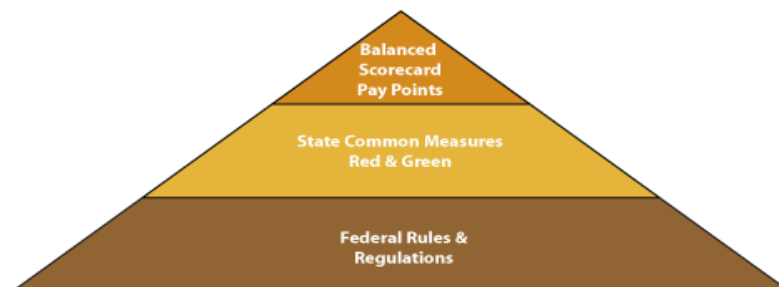 Balanced
Scorecard
Pay Points
State Common Measures
Red & Green
Federal Rules &
Regulations